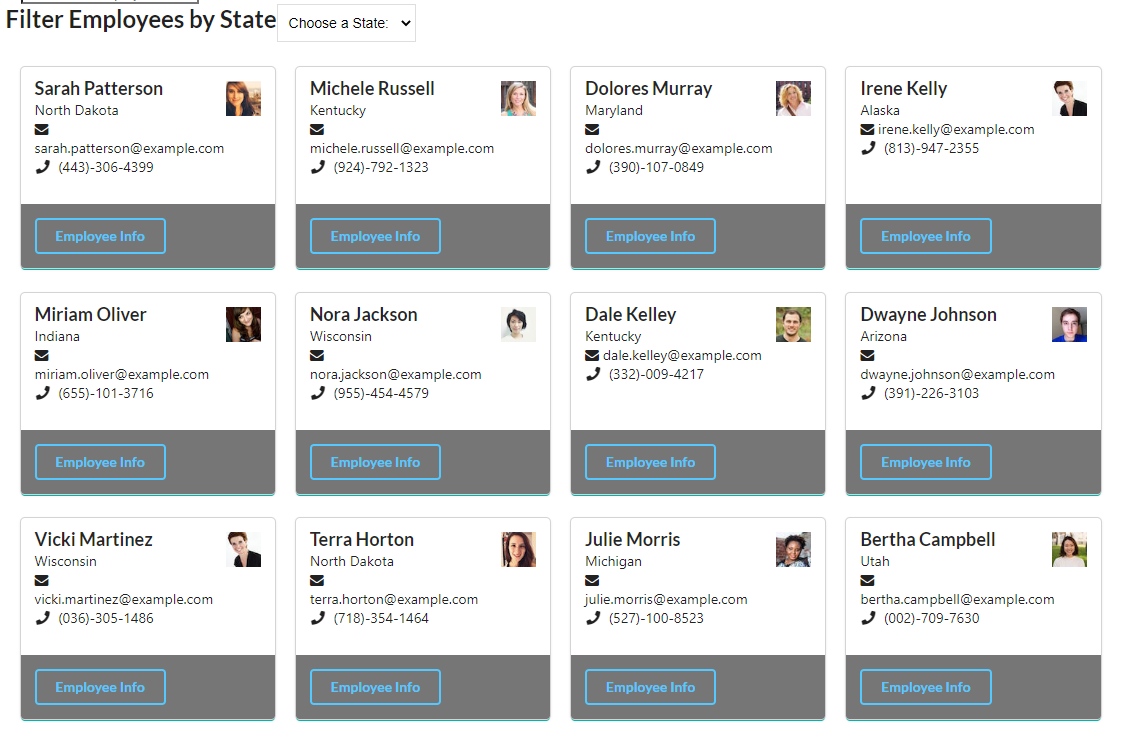 Filter Employees by State Choose a State:
Sarah Patterson
North Dakota
sarah.patterson@example.com
(443)-306-4399
Employee Info
Michele Russell
Kentucky
michele.russell@example.com
(924)-792-1323
Employee Info
Dolores Murray
Maryland
dolores.murray@example.com
(390)-107-0849
Employee Info
Irene Kelly
Alaska
irene.kelly@example.com
(813)-947-2355
Employee Info
Miriam Oliver
Indiana
miriam.oliver@example.com
(655)-101-3716
Employee Info
Nora Jackson
Wisconsin
nora.jackson@example.com
(955)-454-4579
Employee Info
Dale Kelley
Kentucky
dale.kelley@example.com
(332)-009-4217
Employee Info
Dwayne Johnson
Arizona
dwayne.johnson@example.com
(391)-226-3103
Employee Info
Vicki Martinez
Wisconsin
vicki.martinez@example.com
(036)-305-1486
Employee Info
Terra Horton
North Dakota
terra.horton@example.com
(718)-354-1464
Employee Info
Julie Morris
Michigan
julie.morris@example.com
(527)-100-8523
Employee Info
Bertha Campbell
Utah
bertha.campbell@example.com
(002)-709-7630
Employee Info